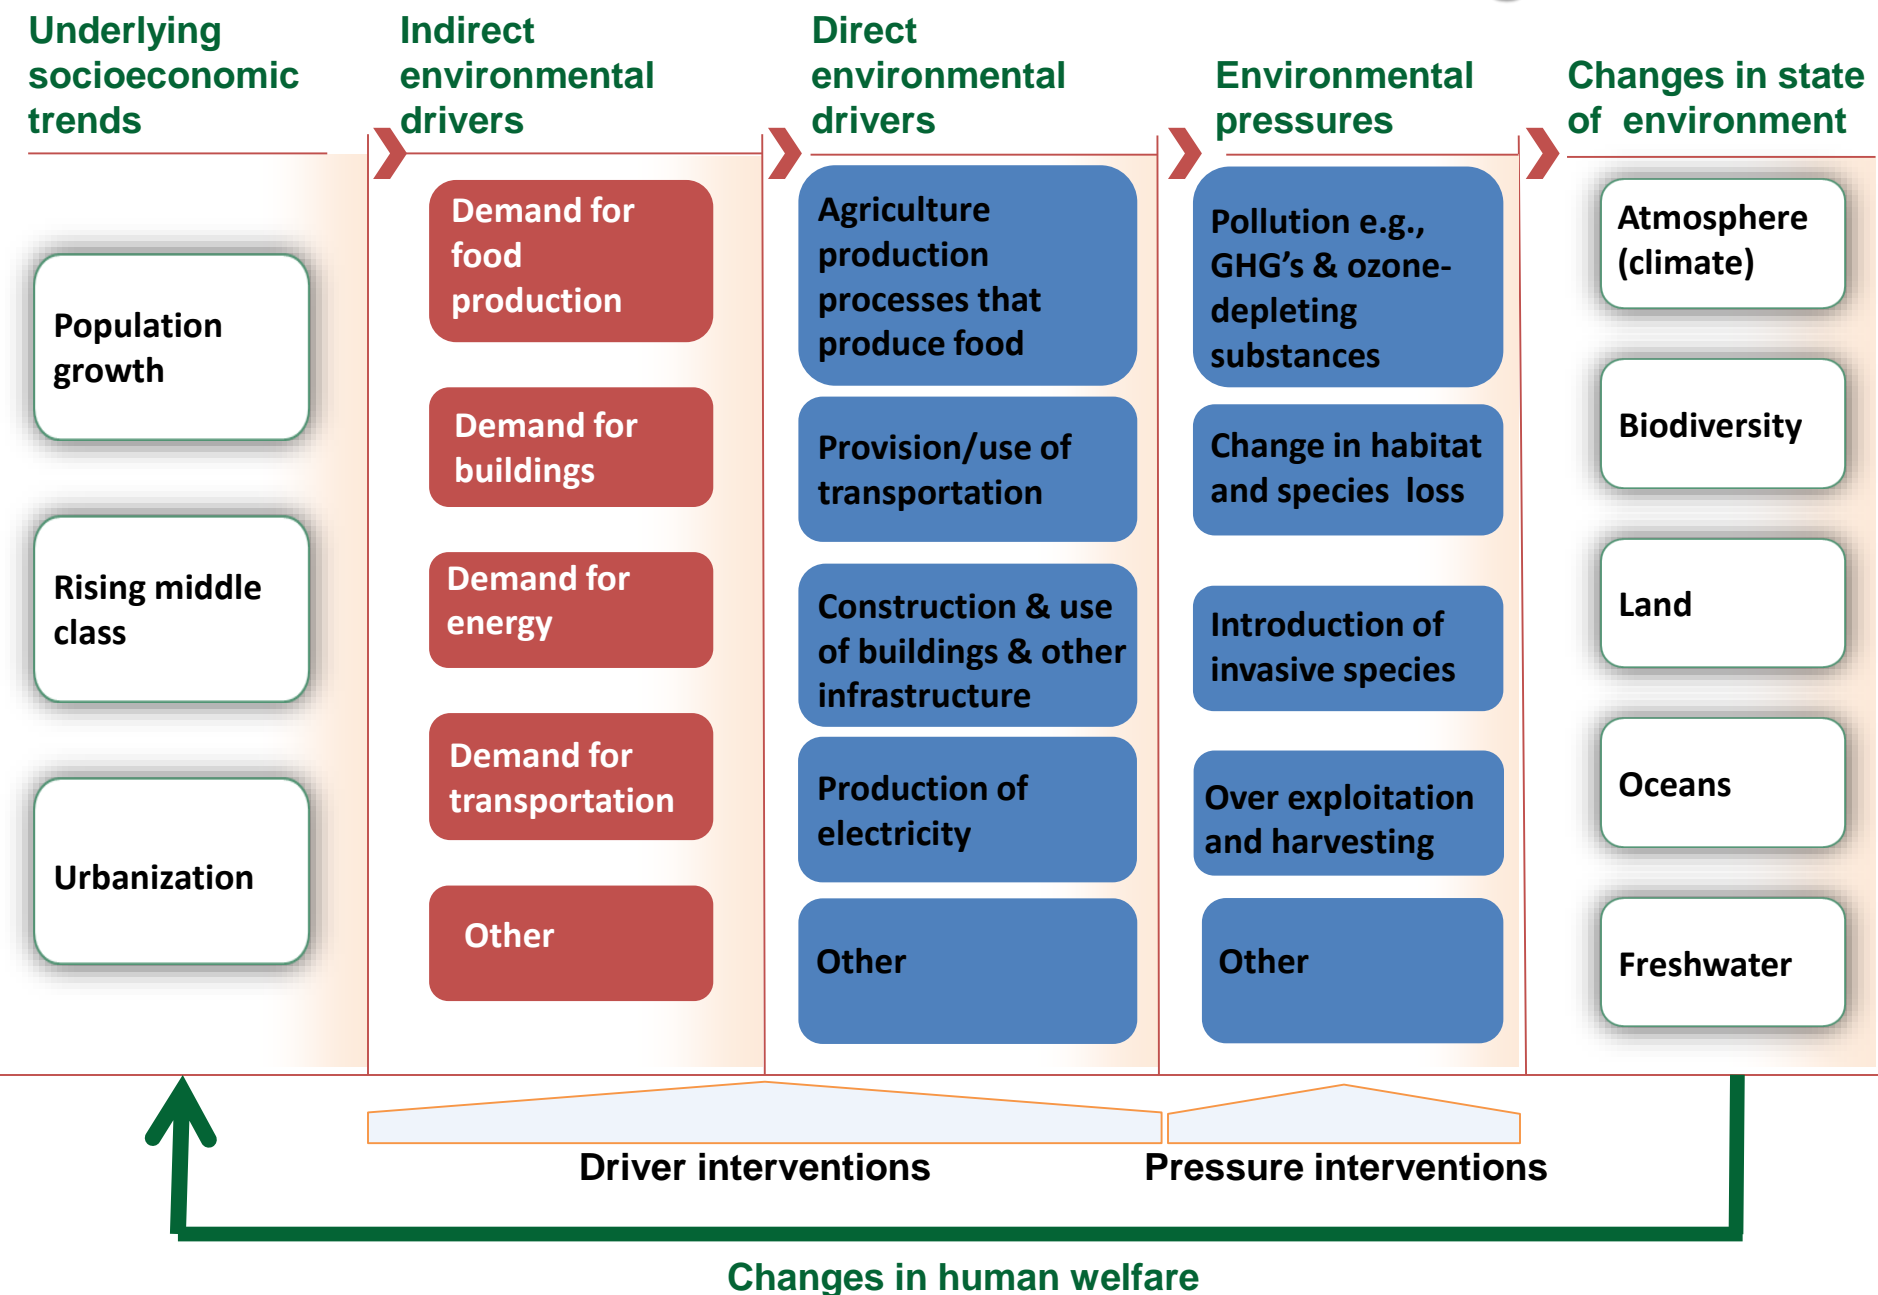 Underlying
socioeconomic
trends
Indirect
environmental
drivers
Direct
environmental
drivers
Environmental
pressures
Changes in state
of environment
Population
growth
Rising middle
class
Urbanization
Demand for
food
production
Demand for
buildings
Demand for
energy
Demand for
transportation
Other
Agriculture
production
processes that
produce food
Provision/use of
transportation
Construction & use
of buildings & other
infrastructure
Production of
electricity
Other
Pollution e.g.,
GHG’s & ozone-
depleting
substances
Change in habitat
and species loss
Introduction of
invasive species
Over exploitation
and harvesting
Other
Atmosphere
(climate)
Biodiversity
Land
Oceans
Freshwater
Driver interventions
Pressure interventions
Changes in human welfare